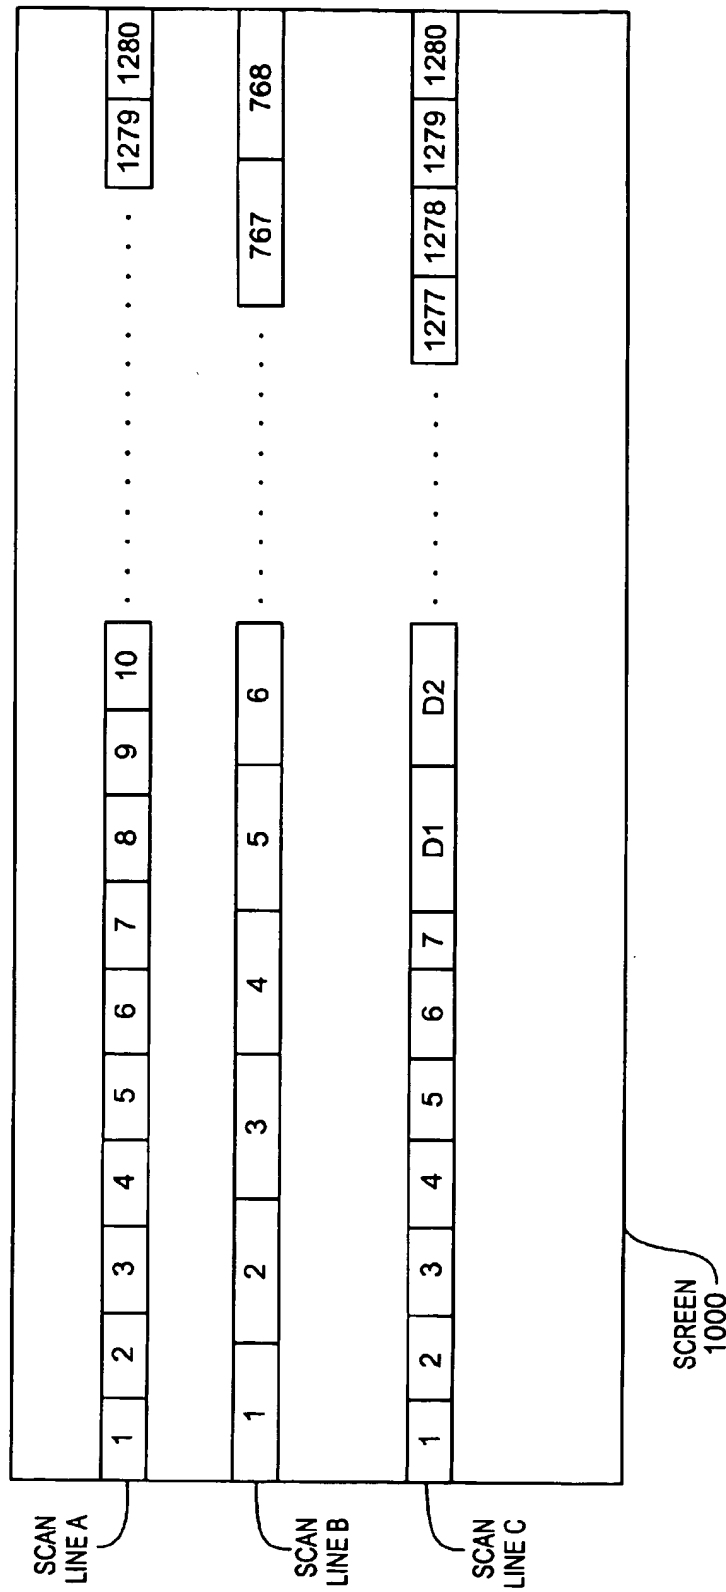 SCAN
LINE A
1 2 3 4 5 6 7 8 9 10 . . . . . . . . . . . . . . 1279 1280
SCAN
LINE B
1 2 3 4 5 6 . . . . . . . . . . 767 768
SCAN
LINE C
1 2 3 4 5 6 7 D1 D2 . . . . . . . . 1277 1278 1279 1280
SCREEN
1000